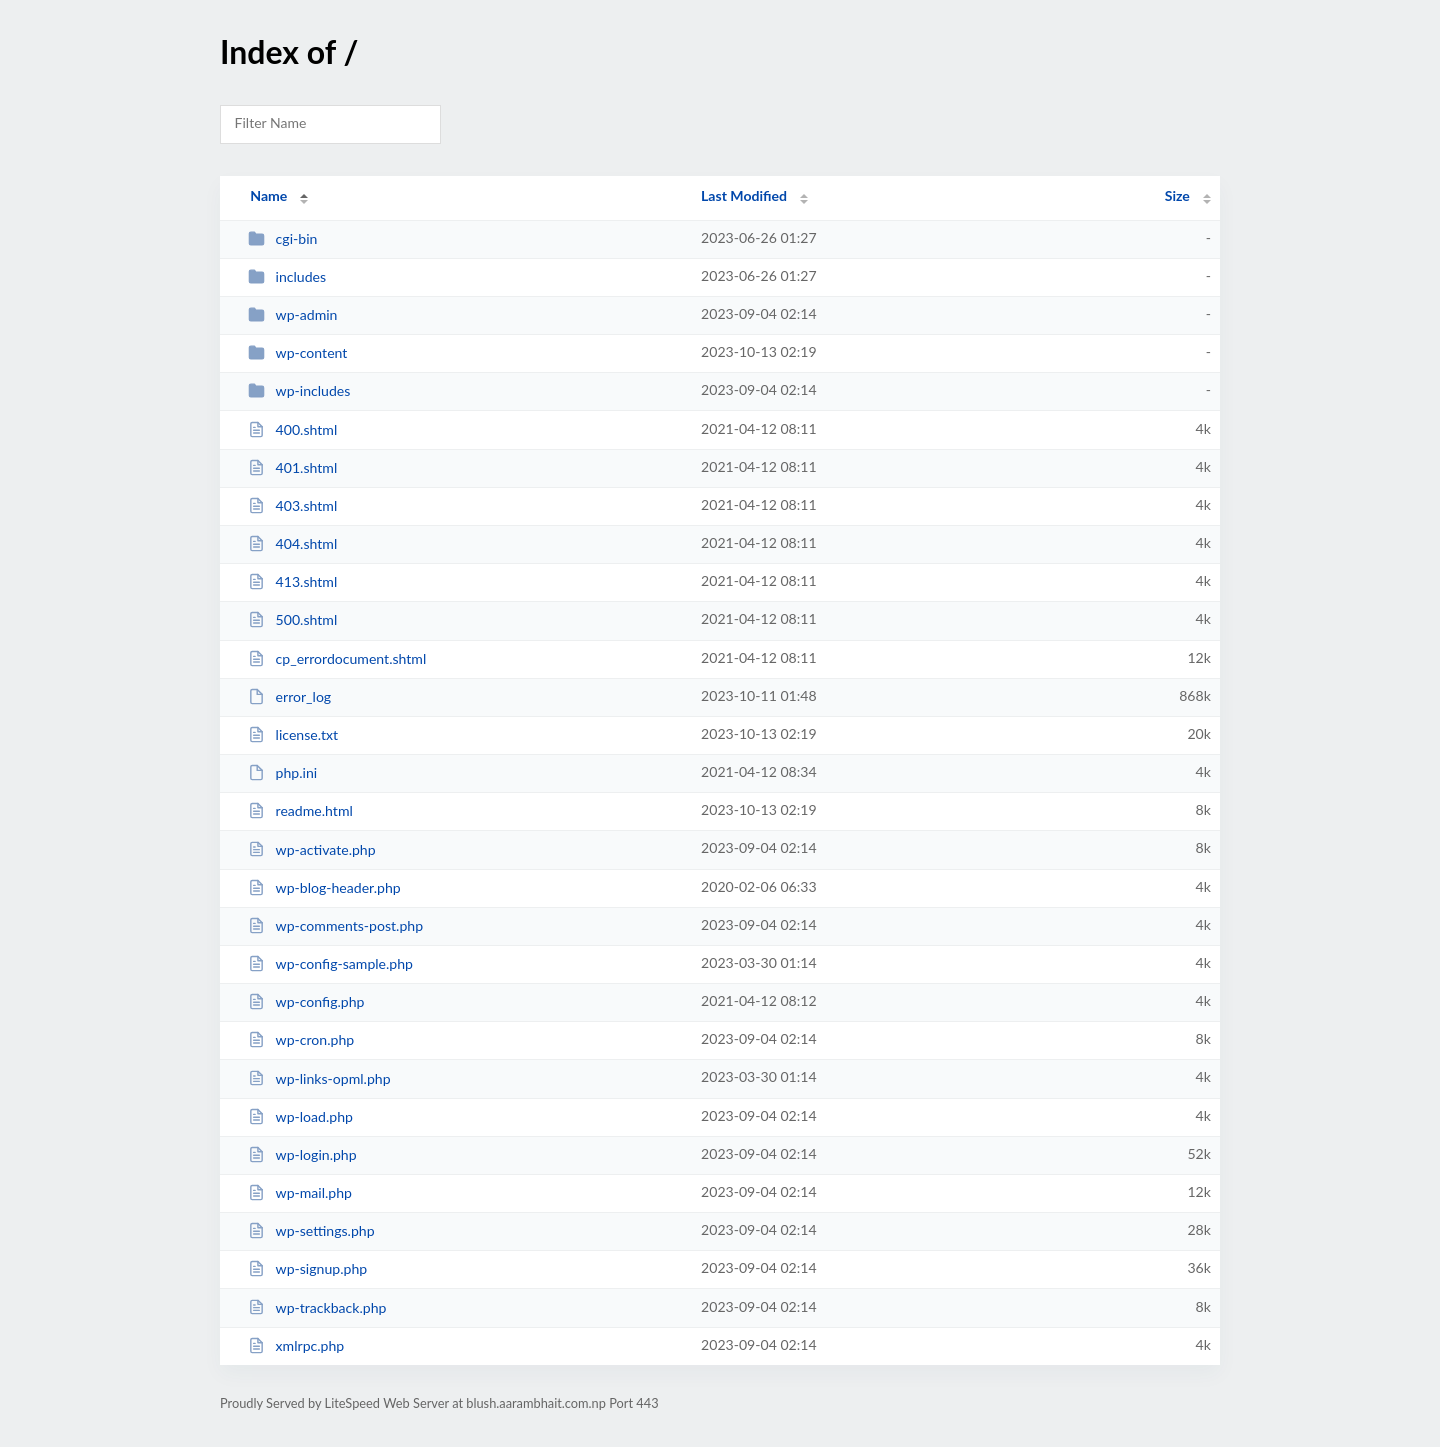 Index of /
Filter Name
Name Last Modified Size
cgi-bin 2023-06-26 01:27 -
includes 2023-06-26 01:27 -
wp-admin 2023-09-04 02:14 -
wp-content 2023-10-13 02:19 -
wp-includes 2023-09-04 02:14 -
400.shtml 2021-04-12 08:11 4k
401.shtml 2021-04-12 08:11 4k
403.shtml 2021-04-12 08:11 4k
404.shtml 2021-04-12 08:11 4k
413.shtml 2021-04-12 08:11 4k
500.shtml 2021-04-12 08:11 4k
cp_errordocument.shtml 2021-04-12 08:11 12k
error_log 2023-10-11 01:48 868k
license.txt 2023-10-13 02:19 20k
php.ini 2021-04-12 08:34 4k
readme.html 2023-10-13 02:19 8k
wp-activate.php 2023-09-04 02:14 8k
wp-blog-header.php 2020-02-06 06:33 4k
wp-comments-post.php 2023-09-04 02:14 4k
wp-config-sample.php 2023-03-30 01:14 4k
wp-config.php 2021-04-12 08:12 4k
wp-cron.php 2023-09-04 02:14 8k
wp-links-opml.php 2023-03-30 01:14 4k
wp-load.php 2023-09-04 02:14 4k
wp-login.php 2023-09-04 02:14 52k
wp-mail.php 2023-09-04 02:14 12k
wp-settings.php 2023-09-04 02:14 28k
wp-signup.php 2023-09-04 02:14 36k
wp-trackback.php 2023-09-04 02:14 8k
xmlrpc.php 2023-09-04 02:14 4k
Proudly Served by LiteSpeed Web Server at blush.aarambhait.com.np Port 443